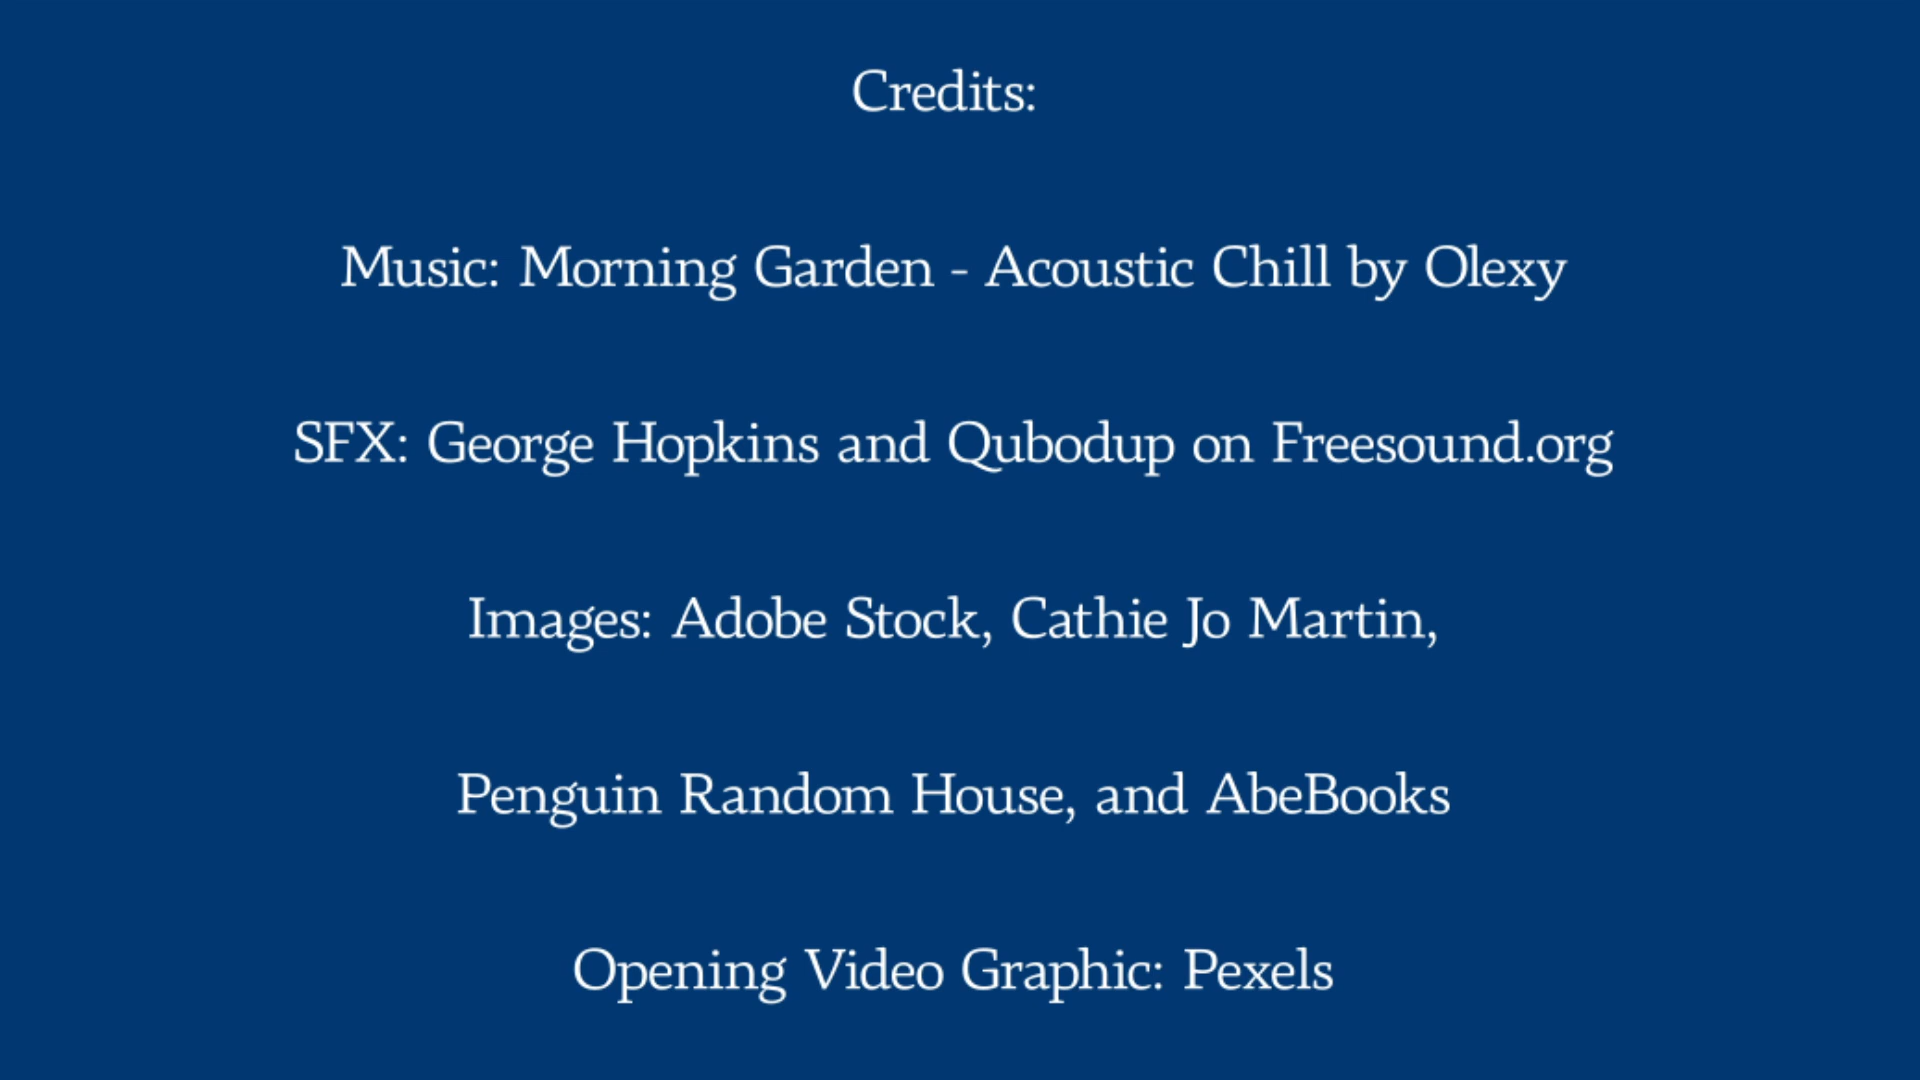 Credits:
Music: Morning Garden - Acoustic Chill by Olexy
SFX: George Hopkins and Qubodup on Freesound.org
Images: Adobe Stock, Cathie Jo Martin,
Penguin Random House, and AbeBooks
Opening Video Graphic: Pexels